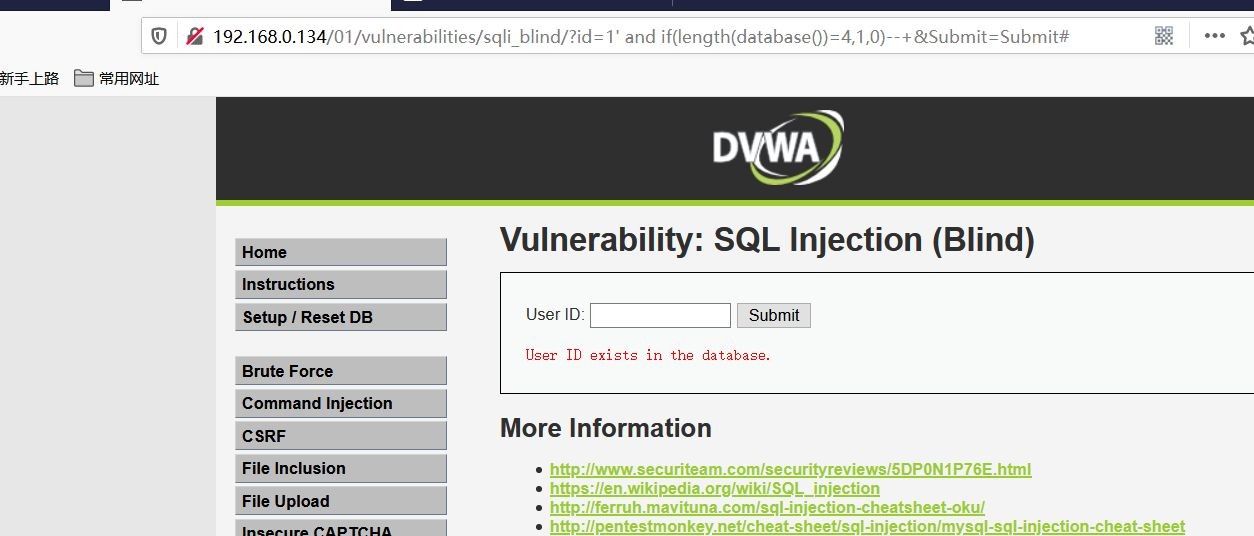 192.168.0.134/01/vulnerabilities/sqli_blind/?id=1' and if(length(database())=4,1,0)--+&Submit=Submit#
新手上路 常用网址
DVWA
Home
Instructions
Setup / Reset DB
Brute Force
Command Injection
CSRF
File Inclusion
File Upload
Insecure CAPTCHA
Vulnerability: SQL Injection (Blind)
User ID: Submit
User ID exists in the database.
More Information
http://www.securiteam.com/securityreviews/5DP0N1P76E.html
https://en.wikipedia.org/wiki/SQL_injection
http://ferruh.mavituna.com/sql-injection-cheatsheet-oku/
http://pentestmonkey.net/cheat-sheet/sql-injection/mysql-sql-injection-cheat-sheet